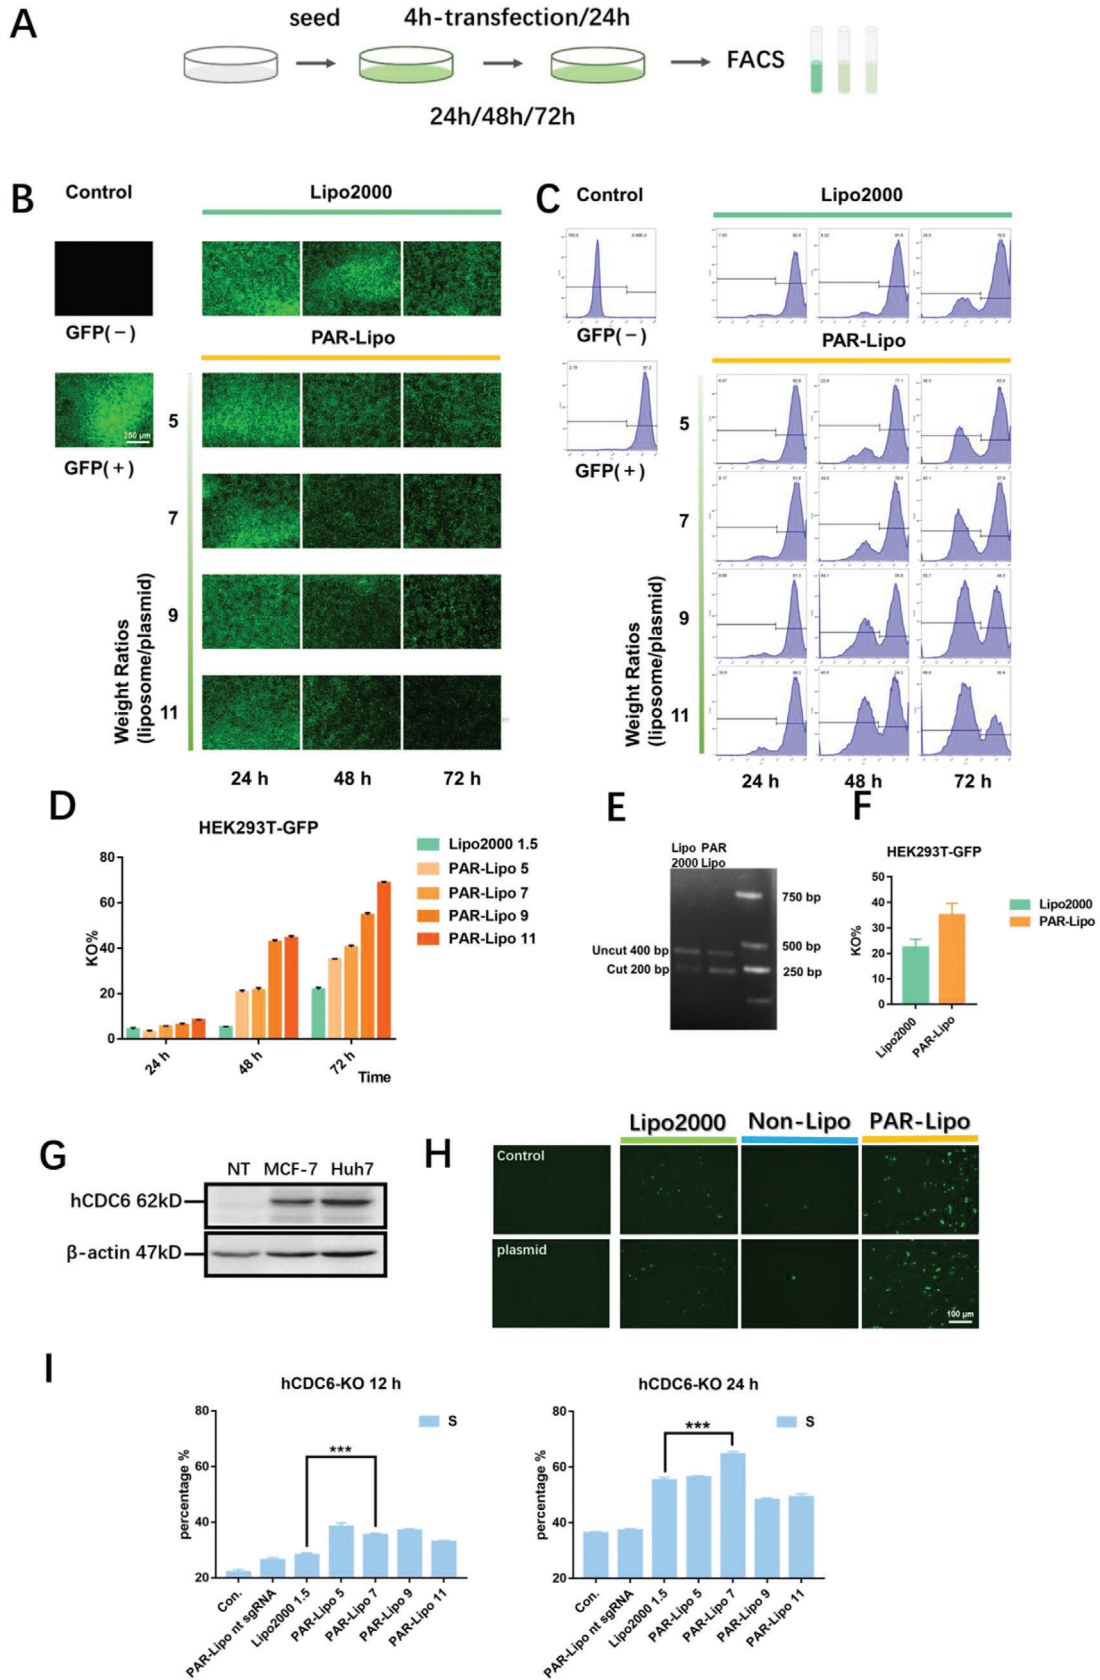 A
seed 4h-transfection/24h
FACS
24h/48h/72h
B
Control
Lipo2000
GFP(−)
PAR-Lipo
250 μm
GFP(+)
5
7
9
11
Weight Ratios
(liposome/plasmid)
24 h 48 h 72 h
C
Control
Lipo2000
GFP(−)
PAR-Lipo
GFP(+)
5
7
9
11
Weight Ratios
(liposome/plasmid)
24 h 48 h 72 h
D
HEK293T-GFP
KO%
80
60
40
20
0
24 h 48 h 72 h
Time
Lipo2000 1.5
PAR-Lipo 5
PAR-Lipo 7
PAR-Lipo 9
PAR-Lipo 11
E
Lipo PAR
2000 Lipo
750 bp
Uncut 400 bp
500 bp
Cut 200 bp
250 bp
F
HEK293T-GFP
KO%
50
40
30
20
10
0
Lipo2000 PAR-Lipo
Lipo2000
PAR-Lipo
G
NT MCF-7 Huh7
hCDC6 62kD
β-actin 47kD
H
Lipo2000 Non-Lipo PAR-Lipo
Control
plasmid
100 μm
I
hCDC6-KO 12 h
percentage %
80
60
40
20
***
S
Con.
PAR-Lipo nt sgRNA
Lipo2000 1.5
PAR-Lipo 5
PAR-Lipo 7
PAR-Lipo 9
PAR-Lipo 11
hCDC6-KO 24 h
percentage %
80
60
40
20
***
S
Con.
PAR-Lipo nt sgRNA
Lipo2000 1.5
PAR-Lipo 5
PAR-Lipo 7
PAR-Lipo 9
PAR-Lipo 11